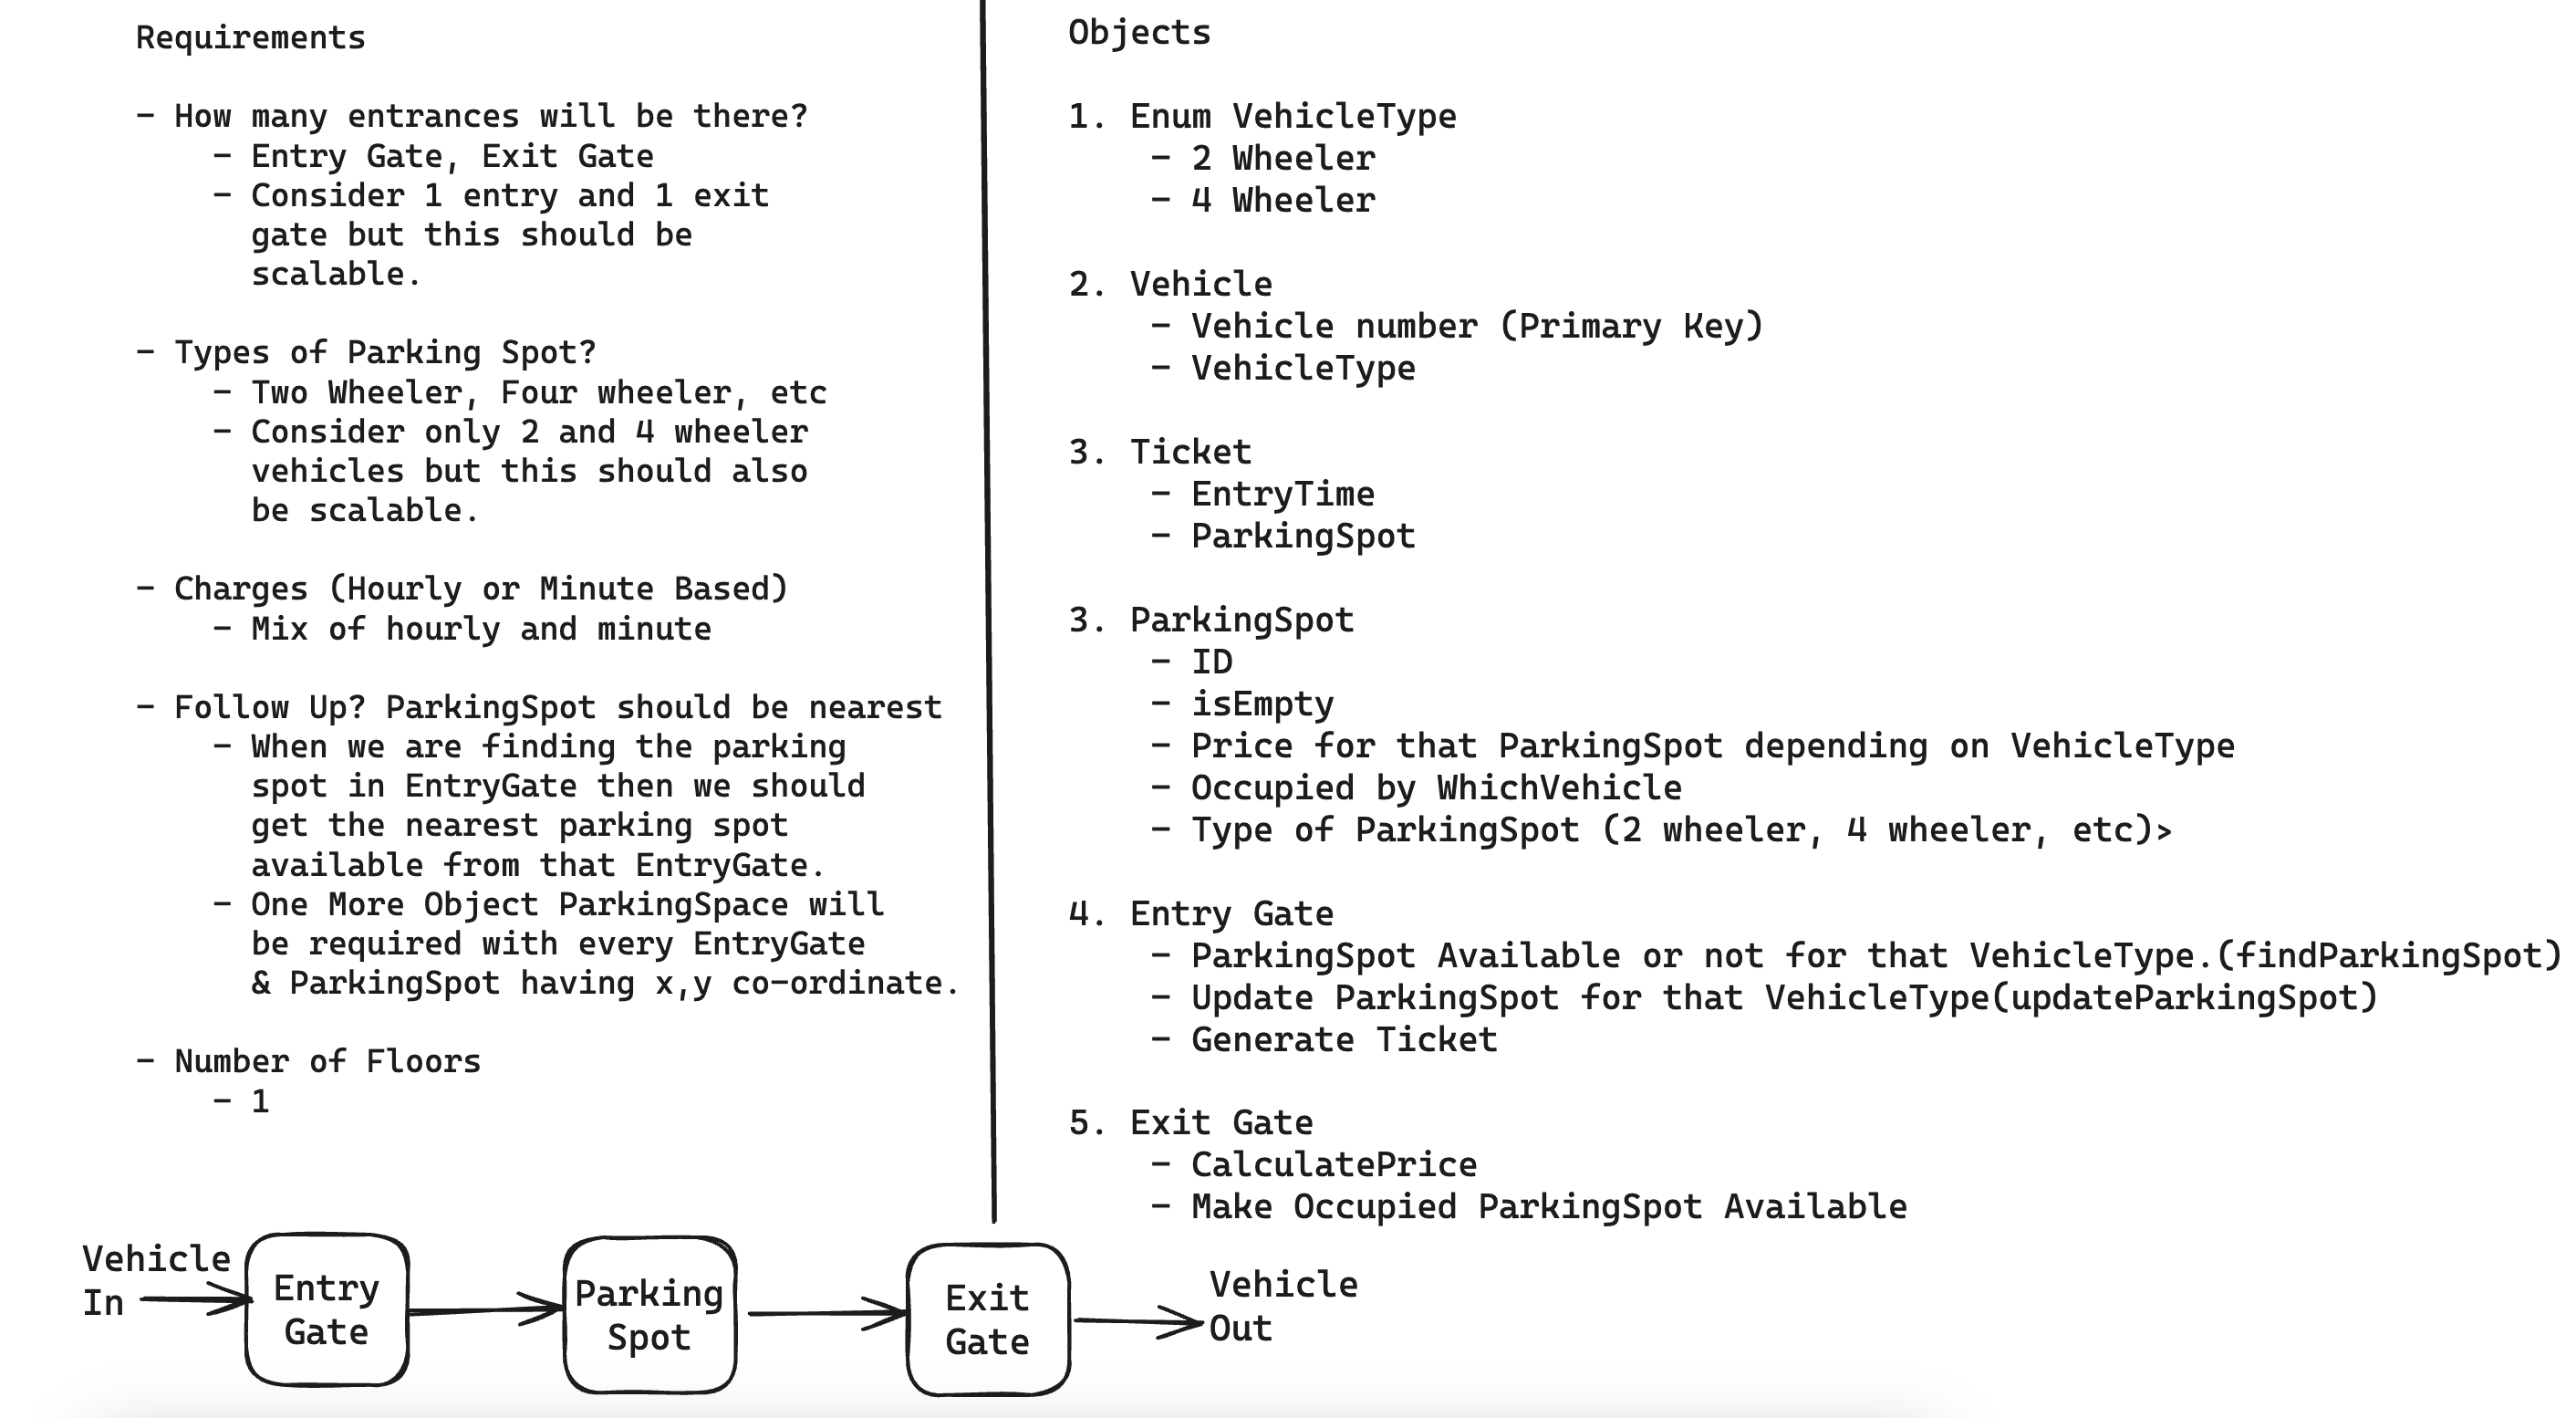 Requirements
- How many entrances will be there?
- Entry Gate, Exit Gate
- Consider 1 entry and 1 exit
gate but this should be
scalable.
- Types of Parking Spot?
- Two Wheeler, Four wheeler, etc
- Consider only 2 and 4 wheeler
vehicles but this should also
be scalable.
- Charges (Hourly or Minute Based)
- Mix of hourly and minute
- Follow Up? ParkingSpot should be nearest
- When we are finding the parking
spot in EntryGate then we should
get the nearest parking spot
available from that EntryGate.
- One More Object ParkingSpace will
be required with every EntryGate
& ParkingSpot having x,y co-ordinate.
- Number of Floors
- 1
Objects
1. Enum VehicleType
- 2 Wheeler
- 4 Wheeler
2. Vehicle
- Vehicle number (Primary Key)
- VehicleType
3. Ticket
- EntryTime
- ParkingSpot
3. ParkingSpot
- ID
- isEmpty
- Price for that ParkingSpot depending on VehicleType
- Occupied by WhichVehicle
- Type of ParkingSpot (2 wheeler, 4 wheeler, etc)>
4. Entry Gate
- ParkingSpot Available or not for that VehicleType.(findParkingSpot)
- Update ParkingSpot for that VehicleType(updateParkingSpot)
- Generate Ticket
5. Exit Gate
- CalculatePrice
- Make Occupied ParkingSpot Available
Vehicle
In
Entry
Gate
Parking
Spot
Exit
Gate
Vehicle
Out